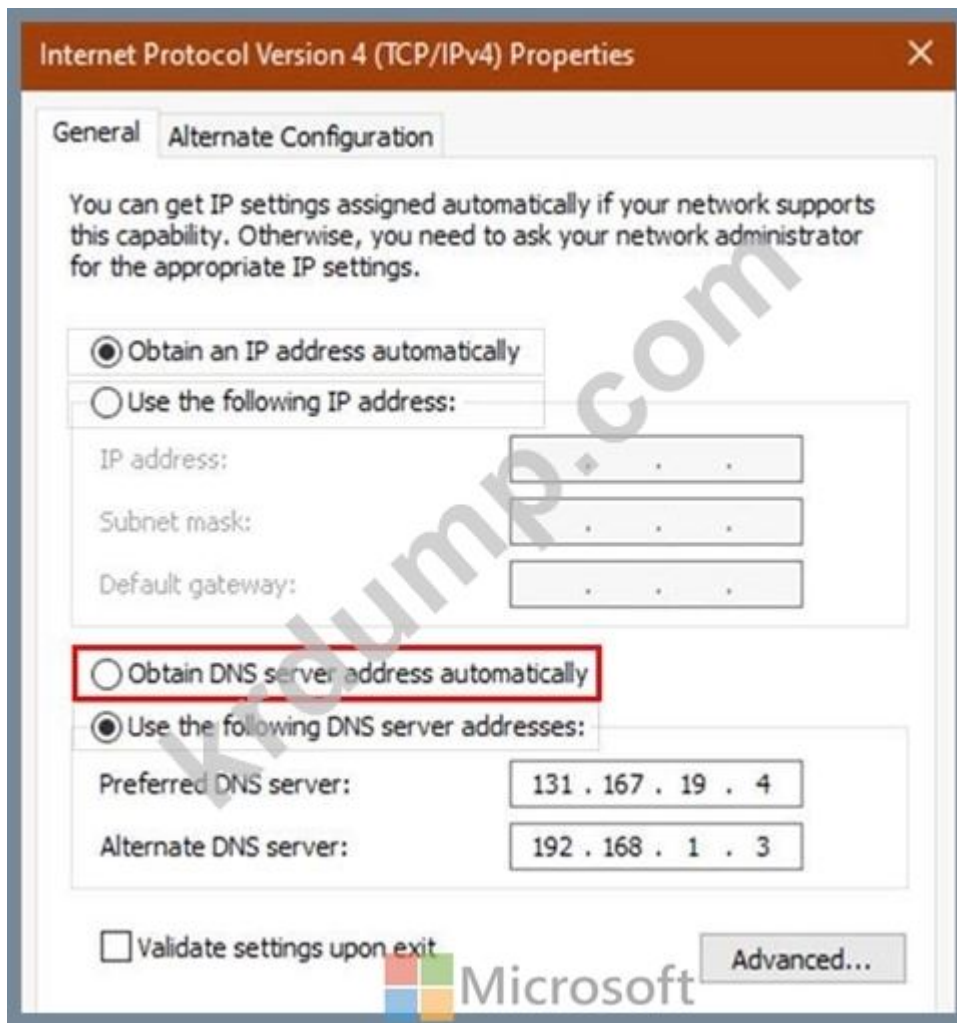 Internet Protocol Version 4 (TCP/IPv4) Properties
General
Alternate Configuration
You can get IP settings assigned automatically if your network supports
this capability. Otherwise, you need to ask your network administrator
for the appropriate IP settings.
Obtain an IP address automatically
Use the following IP address:
IP address:
Subnet mask:
Default gateway:
Obtain DNS server address automatically
Use the following DNS server addresses:
Preferred DNS server: 131 . 167 . 19 . 4
Alternate DNS server: 192 . 168 . 1 . 3
Validate settings upon exit
Advanced...
Microsoft
krdump.com